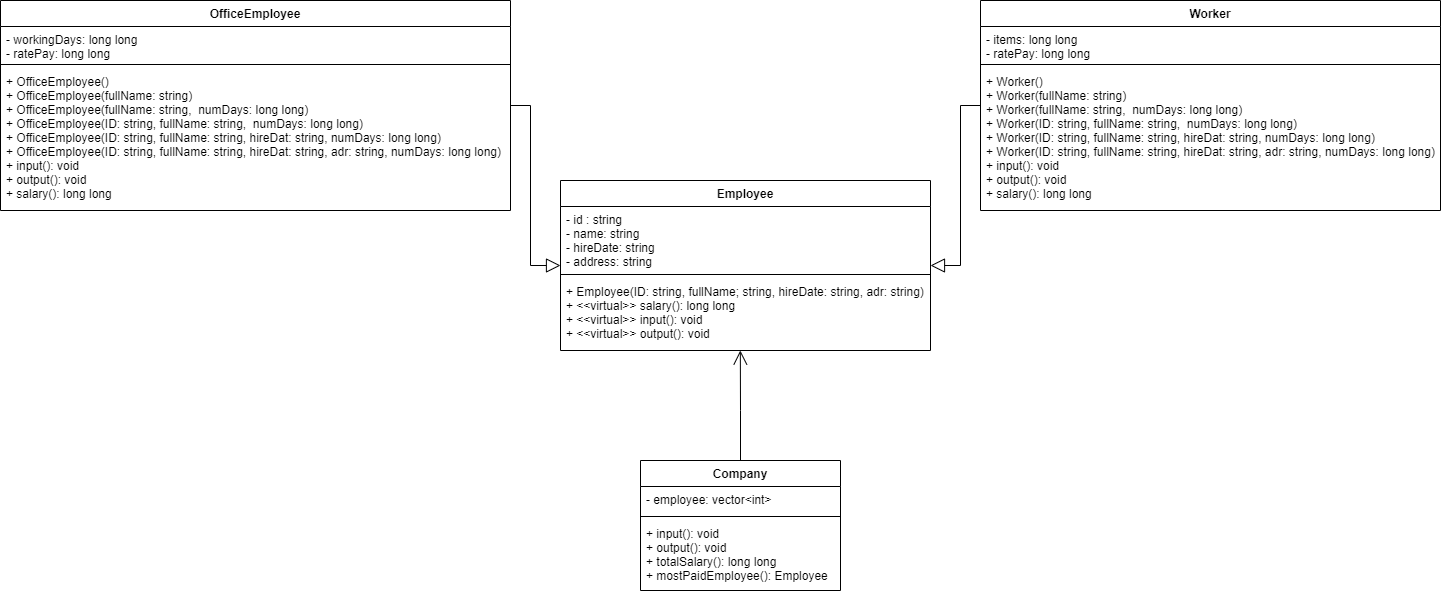 OfficeEmployee
- workingDays: long long
- ratePay: long long
+ OfficeEmployee()
+ OfficeEmployee(fullName: string)
+ OfficeEmployee(fullName: string,  numDays: long long)
+ OfficeEmployee(ID: string, fullName: string,  numDays: long long)
+ OfficeEmployee(ID: string, fullName: string, hireDat: string, numDays: long long)
+ OfficeEmployee(ID: string, fullName: string, hireDat: string, adr: string, numDays: long long)
+ input(): void
+ output(): void
+ salary(): long long
Worker
- items: long long
- ratePay: long long
+ Worker()
+ Worker(fullName: string)
+ Worker(fullName: string,  numDays: long long)
+ Worker(ID: string, fullName: string,  numDays: long long)
+ Worker(ID: string, fullName: string, hireDat: string, numDays: long long)
+ Worker(ID: string, fullName: string, hireDat: string, adr: string, numDays: long long)
+ input(): void
+ output(): void
+ salary(): long long
Employee
- id : string
- name: string
- hireDate: string
- address: string
+ Employee(ID: string, fullName; string, hireDate: string, adr: string)
+ <<virtual>> salary(): long long
+ <<virtual>> input(): void
+ <<virtual>> output(): void
Company
- employee: vector<int>
+ input(): void
+ output(): void
+ totalSalary(): long long
+ mostPaidEmployee(): Employee